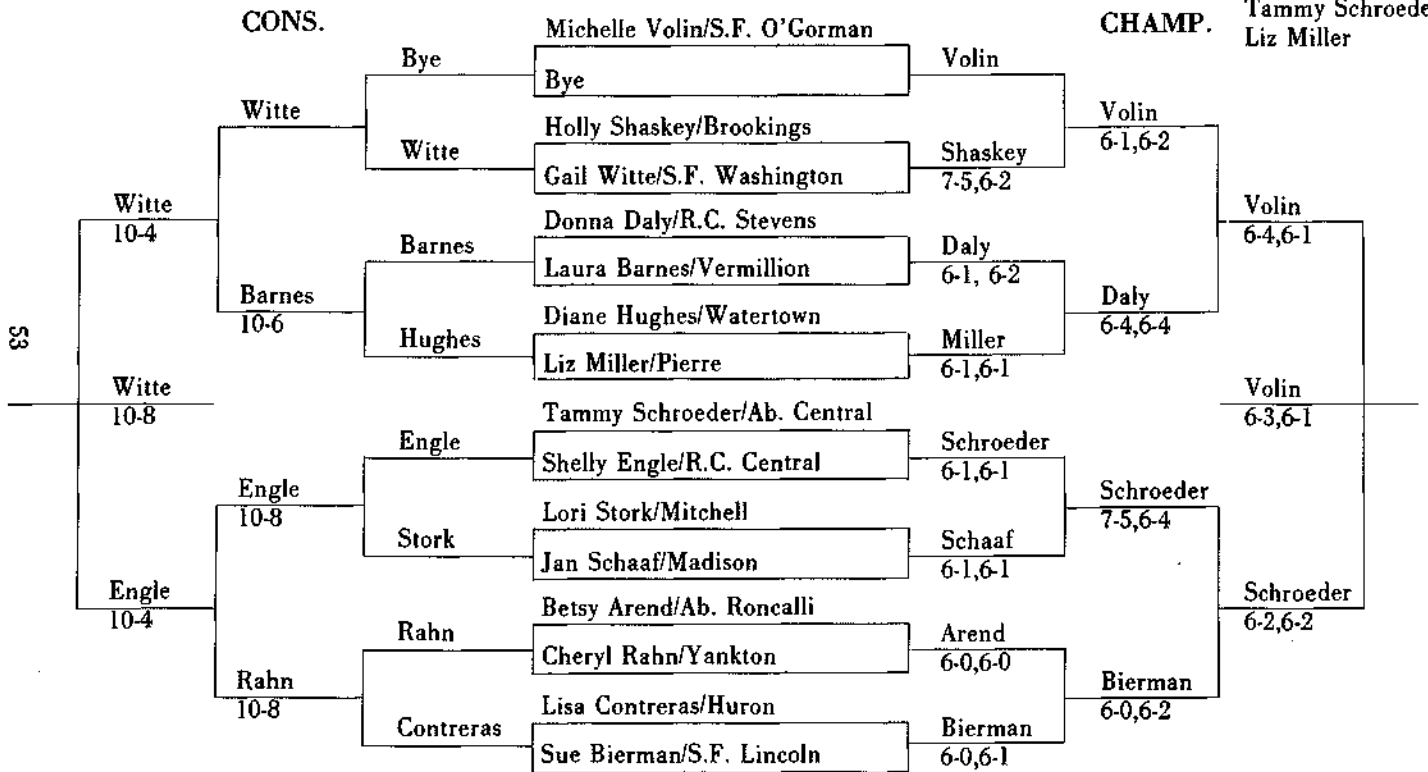 CONS.
CHAMP.
Tammy Schroede
Liz Miller
Bye
Witte
Witte
Witte
10-4
Barnes
Barnes
10-6
Hughes
Witte
10-8
Engle
Engle
10-8
Stork
Engle
10-4
Rahn
Rahn
10-8
Contreras
Michelle Volin/S.F. O'Gorman
Bye
Holly Shaskey/Brookings
Gail Witte/S.F. Washington
Donna Daly/R.C. Stevens
Laura Barnes/Vermillion
Diane Hughes/Watertown
Liz Miller/Pierre
Tammy Schroeder/Ab. Central
Shelly Engle/R.C. Central
Lori Stork/Mitchell
Jan Schaaf/Madison
Betsy Arend/Ab. Roncalli
Cheryl Rahn/Yankton
Lisa Contreras/Huron
Sue Bierman/S.F. Lincoln
Volin
Shaskey
7-5,6-2
Daly
6-1, 6-2
Miller
6-1,6-1
Schroeder
6-1,6-1
Schaaf
6-1,6-1
Arend
6-0,6-0
Bierman
6-0,6-1
Volin
6-1,6-2
Daly
6-4,6-4
Schroeder
7-5,6-4
Bierman
6-0,6-2
Volin
6-4,6-1
Volin
6-3,6-1
Schroeder
6-2,6-2
53